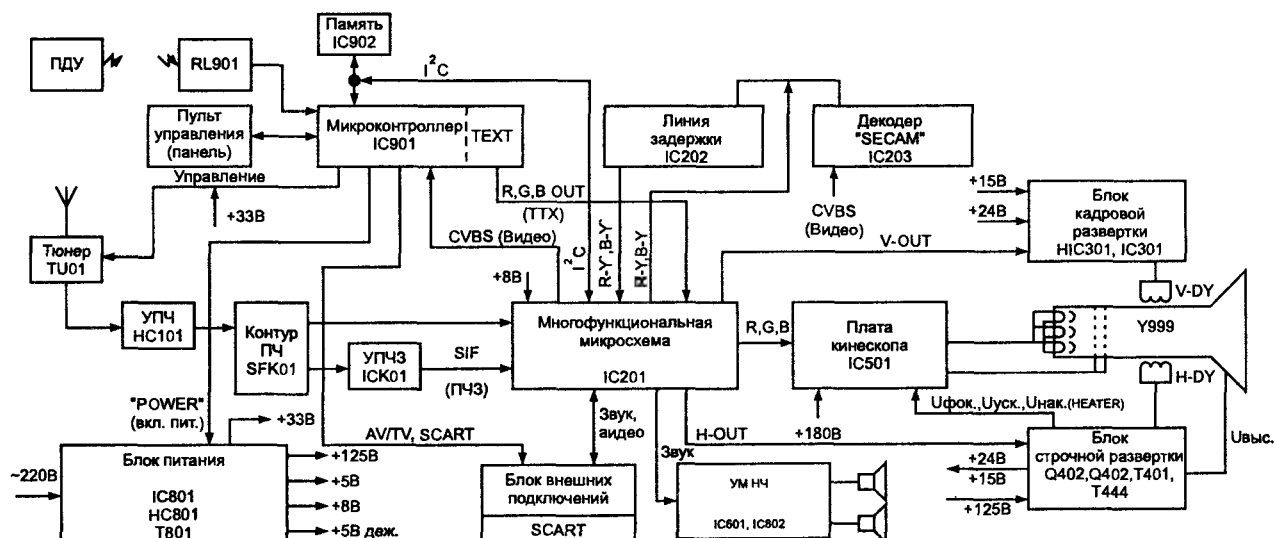 ПДУ
RL901
Память
IC902
I²C
Пульт
управления
(панель)
Микроконтроллер
IC901
TEXT
Линия
задержки
IC202
Декодер
"SECAM"
IC203
Управление
+33В
R,G,B OUT
(TTX)
CVBS (Видео)
I²C
R-Y,B-Y
R-Y,B-Y
CVBS
(Видео)
+15В
+24В
Блок
кадровой
развертки
HIC301, IC301
V-OUT
Тюнер
TU01
+8В
V-DY
Y999
H-DY
УПЧ
HC101
Контур
ПЧ
SFK01
УПЧЗ
ICK01
SIF
(ПЧЗ)
Многофункциональная
микросхема
IC201
R,G,B
Плата
кинескопа
IC501
"POWER"
(вкл. пит.)
+33В
AV/TV, SCART
Звук,
аидео
Звук
H-OUT
+180В
Uфок.,Uуск.,Uнак.(HEATER)
Uвыс.
~220В
Блок питания
IC801
HC801
T801
+125В
+5В
+8В
+5В деж.
Блок внешних
подключений
SCART
УМ НЧ
IC601, IC802
+24В
+15В
+125В
Блок
строчной развертки
Q402,Q402,T401,
T444